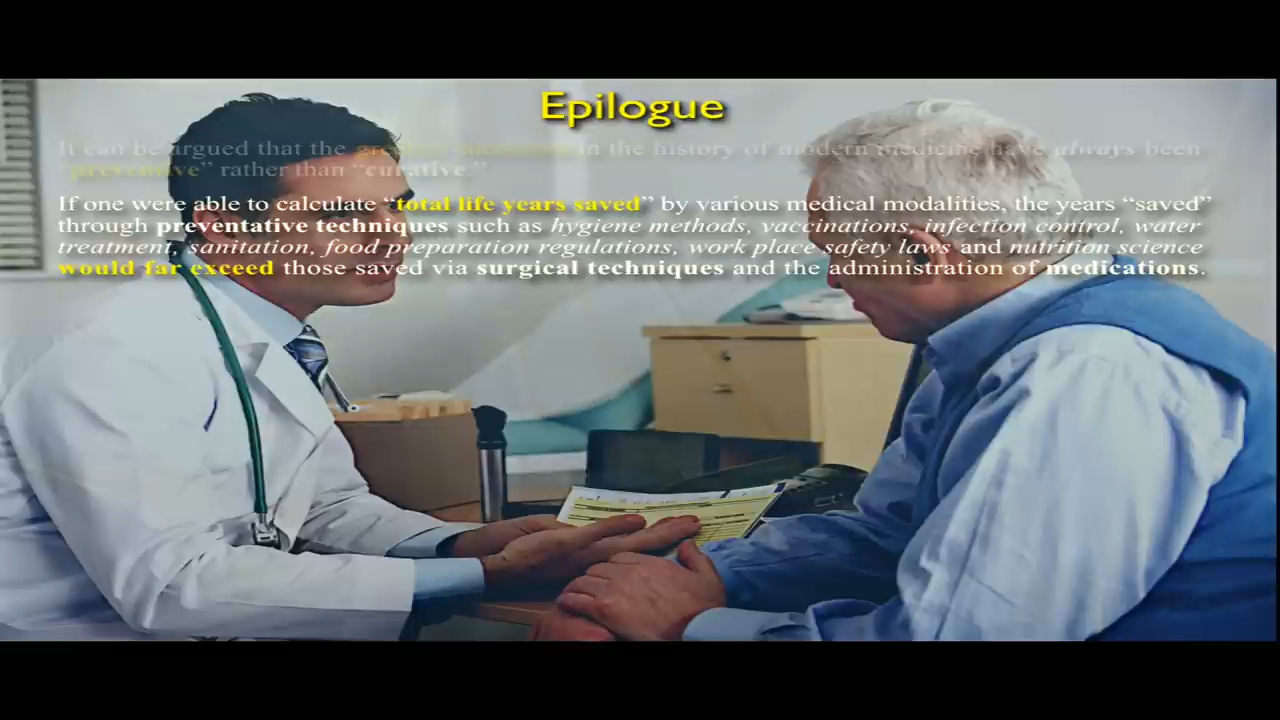 Epilogue
It can be argued that the greatest successes in the history of modern medicine have always been
“preventive” rather than “curative.”
If one were able to calculate “total life years saved” by various medical modalities, the years “saved”
through preventative techniques such as hygiene methods, vaccinations, infection control, water
treatment, sanitation, food preparation regulations, work place safety laws and nutrition science
would far exceed those saved via surgical techniques and the administration of medications.